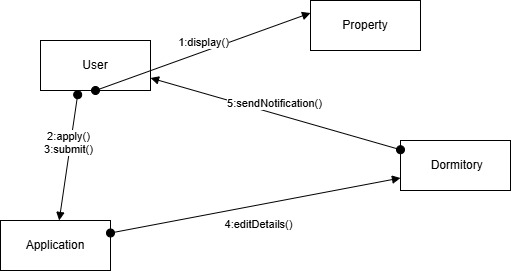 Property
1:display()
User
5:sendNotification()
2:apply()
3:submit()
Dormitory
4:editDetails()
Application